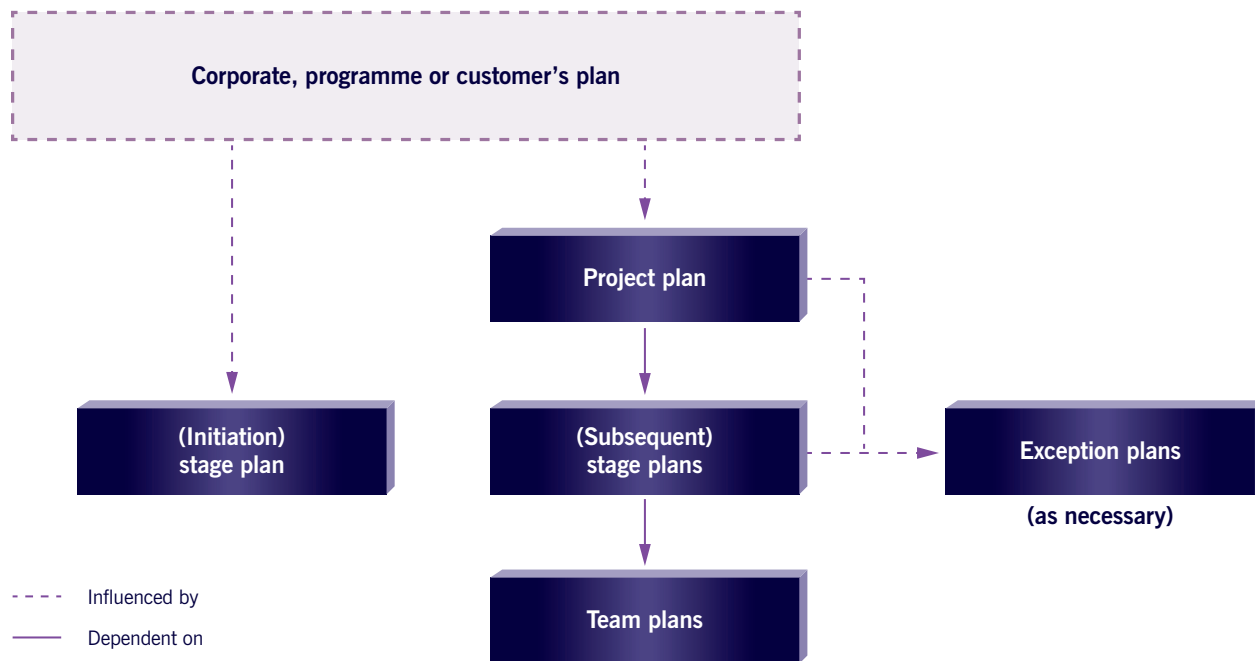 Corporate, programme or customer’s plan
Project plan
(Initiation)
stage plan
(Subsequent)
stage plans
Exception plans
(as necessary)
Team plans
Influenced by
Dependent on